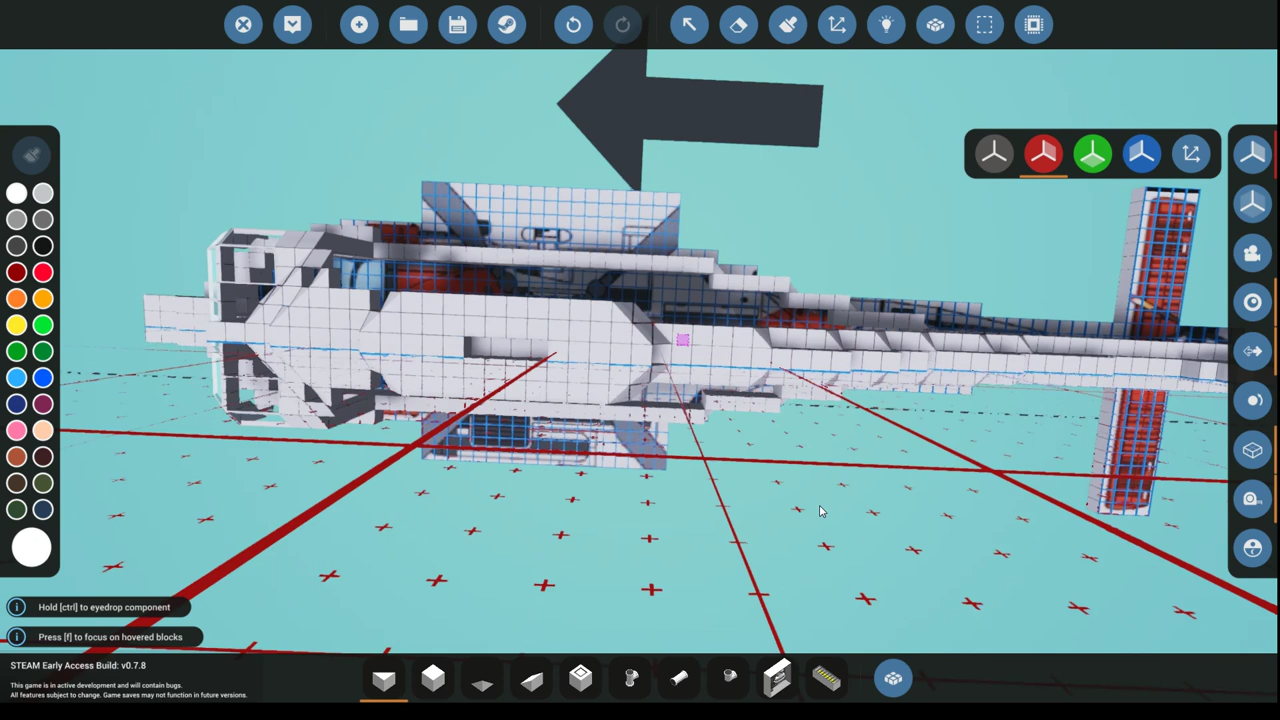 Hold [ctrl] to eyedrop component
Press [f] to focus on hovered blocks
STEAM Early Access Build: v0.7.8
This game is in active development and will contain bugs.
All features subject to change. Game saves may not function in future versions.